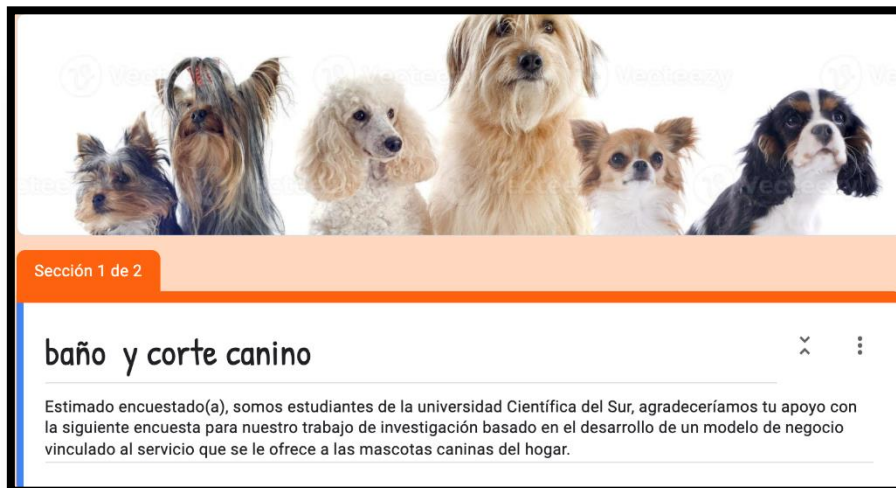 Vecteezy
Sección 1 de 2
baño y corte canino
Estimado encuestado(a), somos estudiantes de la universidad Científica del Sur, agradeceríamos tu apoyo con
la siguiente encuesta para nuestro trabajo de investigación basado en el desarrollo de un modelo de negocio
vinculado al servicio que se le ofrece a las mascotas caninas del hogar.